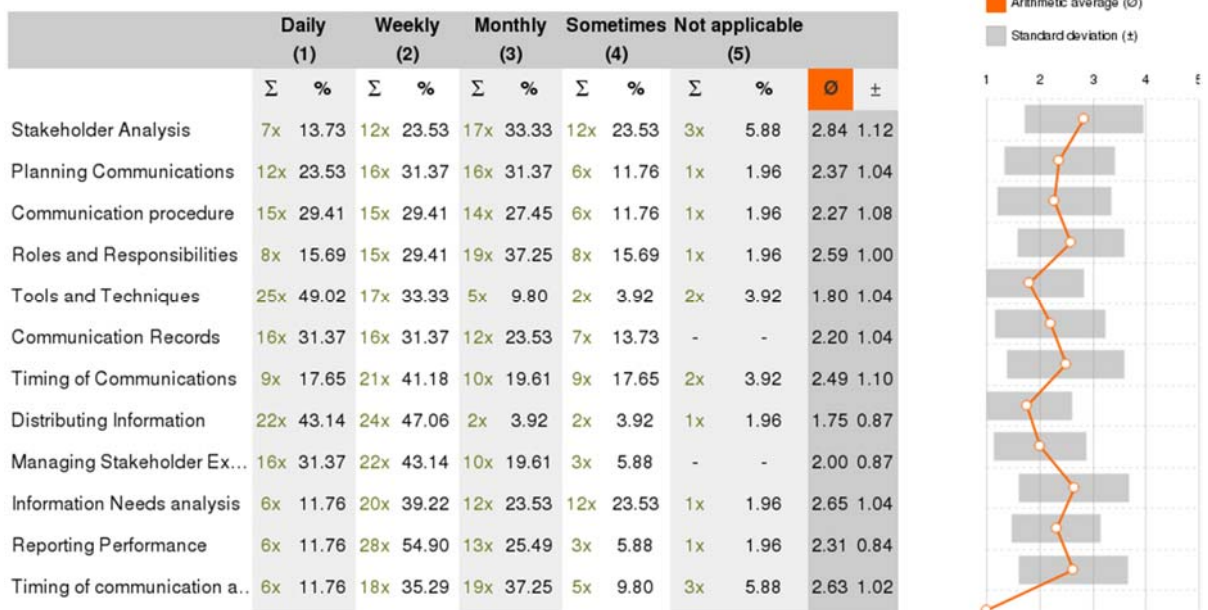 Daily Weekly Monthly Sometimes Not applicable
(1) (2) (3) (4) (5)
Σ % Σ % Σ % Σ % Σ % Ø ±
Stakeholder Analysis 7x 13.73 12x 23.53 17x 33.33 12x 23.53 3x 5.88 2.84 1.12
Planning Communications 12x 23.53 16x 31.37 16x 31.37 6x 11.76 1x 1.96 2.37 1.04
Communication procedure 15x 29.41 15x 29.41 14x 27.45 6x 11.76 1x 1.96 2.27 1.08
Roles and Responsibilities 8x 15.69 15x 29.41 19x 37.25 8x 15.69 1x 1.96 2.59 1.00
Tools and Techniques 25x 49.02 17x 33.33 5x 9.80 2x 3.92 2x 3.92 1.80 1.04
Communication Records 16x 31.37 16x 31.37 12x 23.53 7x 13.73 - - 2.20 1.04
Timing of Communications 9x 17.65 21x 41.18 10x 19.61 9x 17.65 2x 3.92 2.49 1.10
Distributing Information 22x 43.14 24x 47.06 2x 3.92 2x 3.92 1x 1.96 1.75 0.87
Managing Stakeholder Ex... 16x 31.37 22x 43.14 10x 19.61 3x 5.88 - - 2.00 0.87
Information Needs analysis 6x 11.76 20x 39.22 12x 23.53 12x 23.53 1x 1.96 2.65 1.04
Reporting Performance 6x 11.76 28x 54.90 13x 25.49 3x 5.88 1x 1.96 2.31 0.84
Timing of communication a.. 6x 11.76 18x 35.29 19x 37.25 5x 9.80 3x 5.88 2.63 1.02
Arithmetic average (Ø)
Standard deviation (±)
1 2 3 4 5